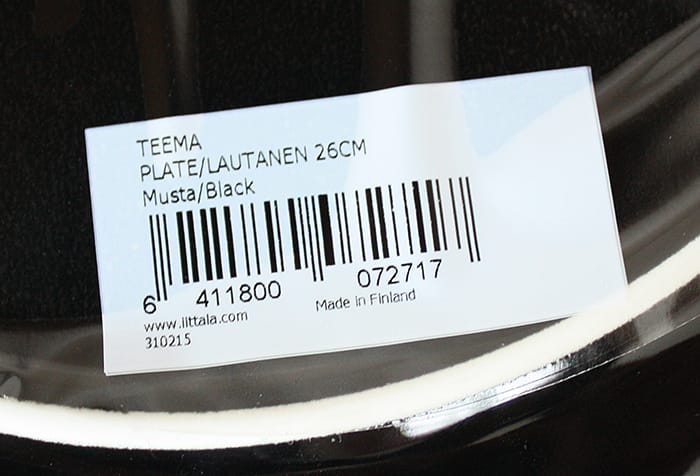 TEEMA
PLATE/LAUTANEN 26CM
Musta/Black
6 411800 072717
www.iittala.com Made in Finland
310215